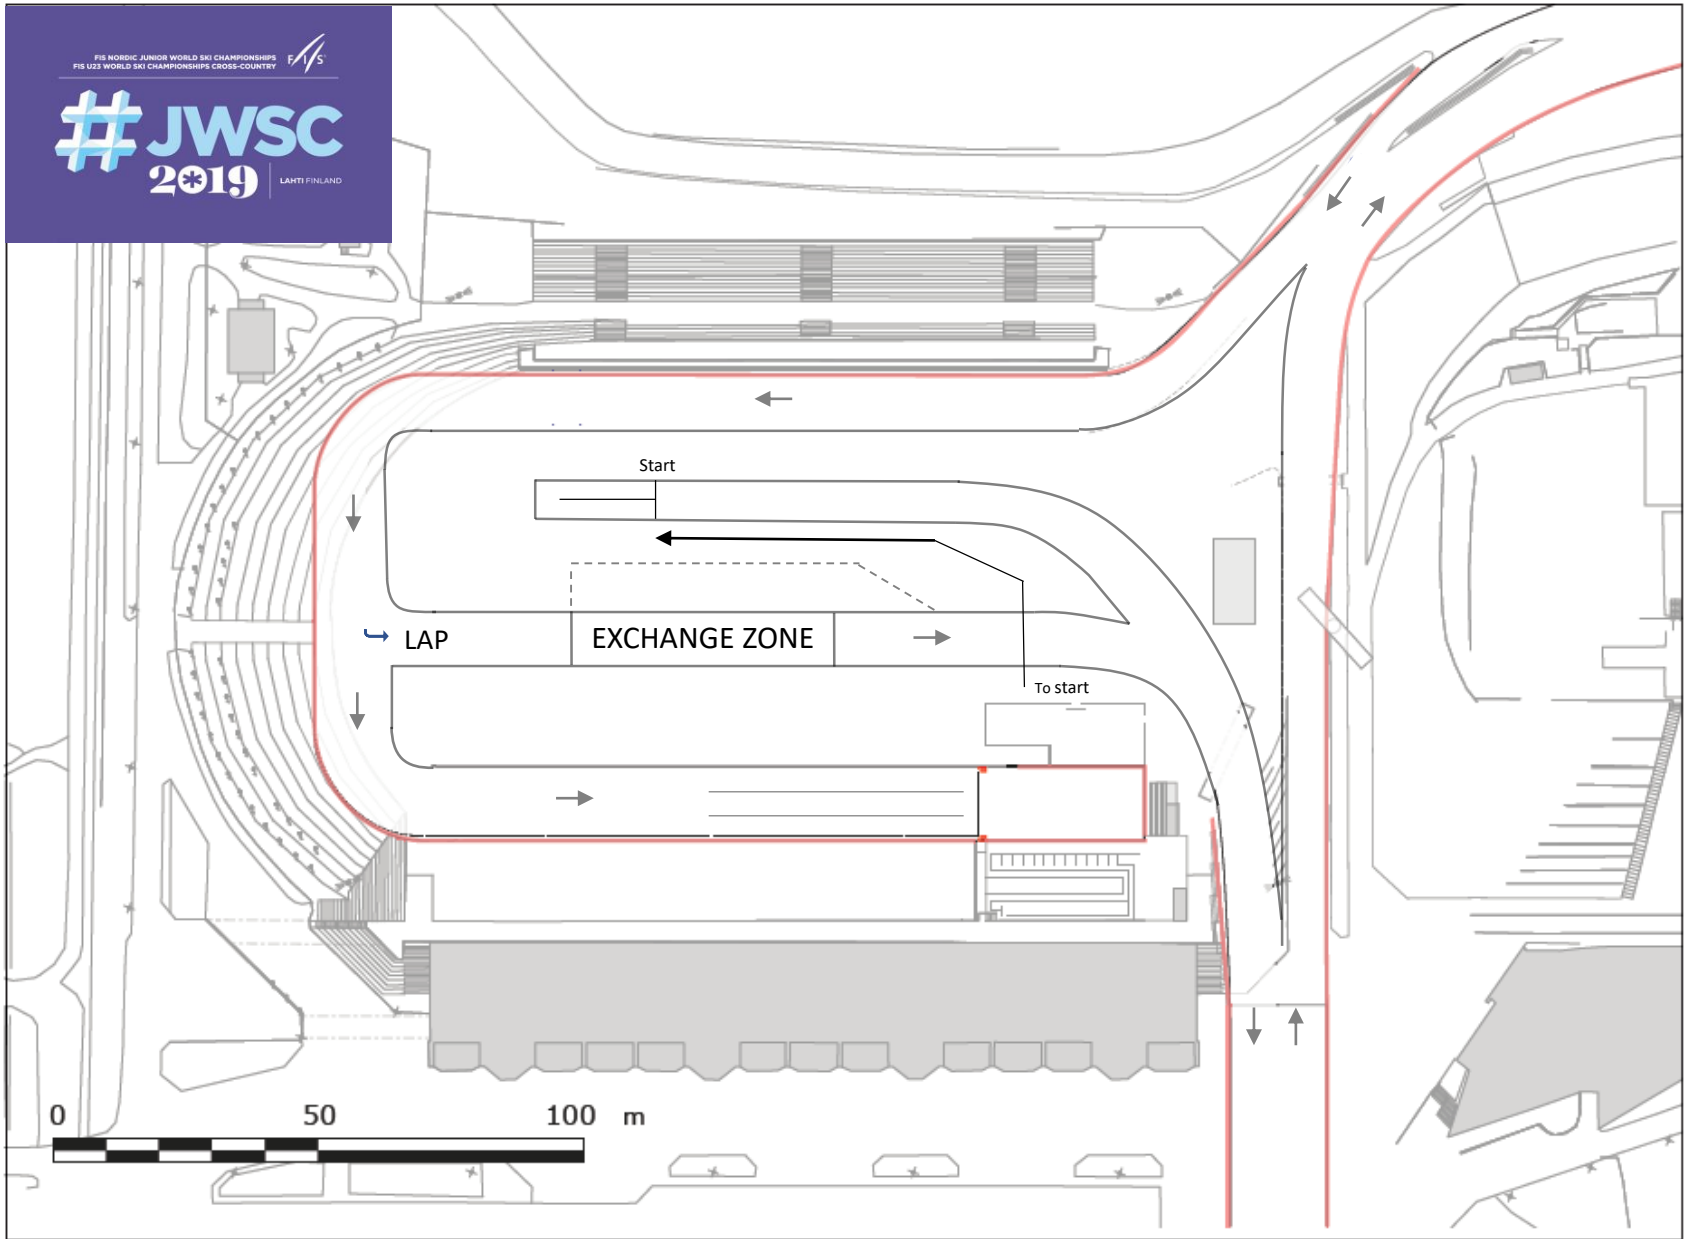 FIS NORDIC JUNIOR WORLD SKI CHAMPIONSHIPS
FIS U23 WORLD SKI CHAMPIONSHIPS CROSS-COUNTRY
F I S
#JWSC
2019
LAHTI FINLAND
Start
LAP
EXCHANGE ZONE
To start
0 50 100 m